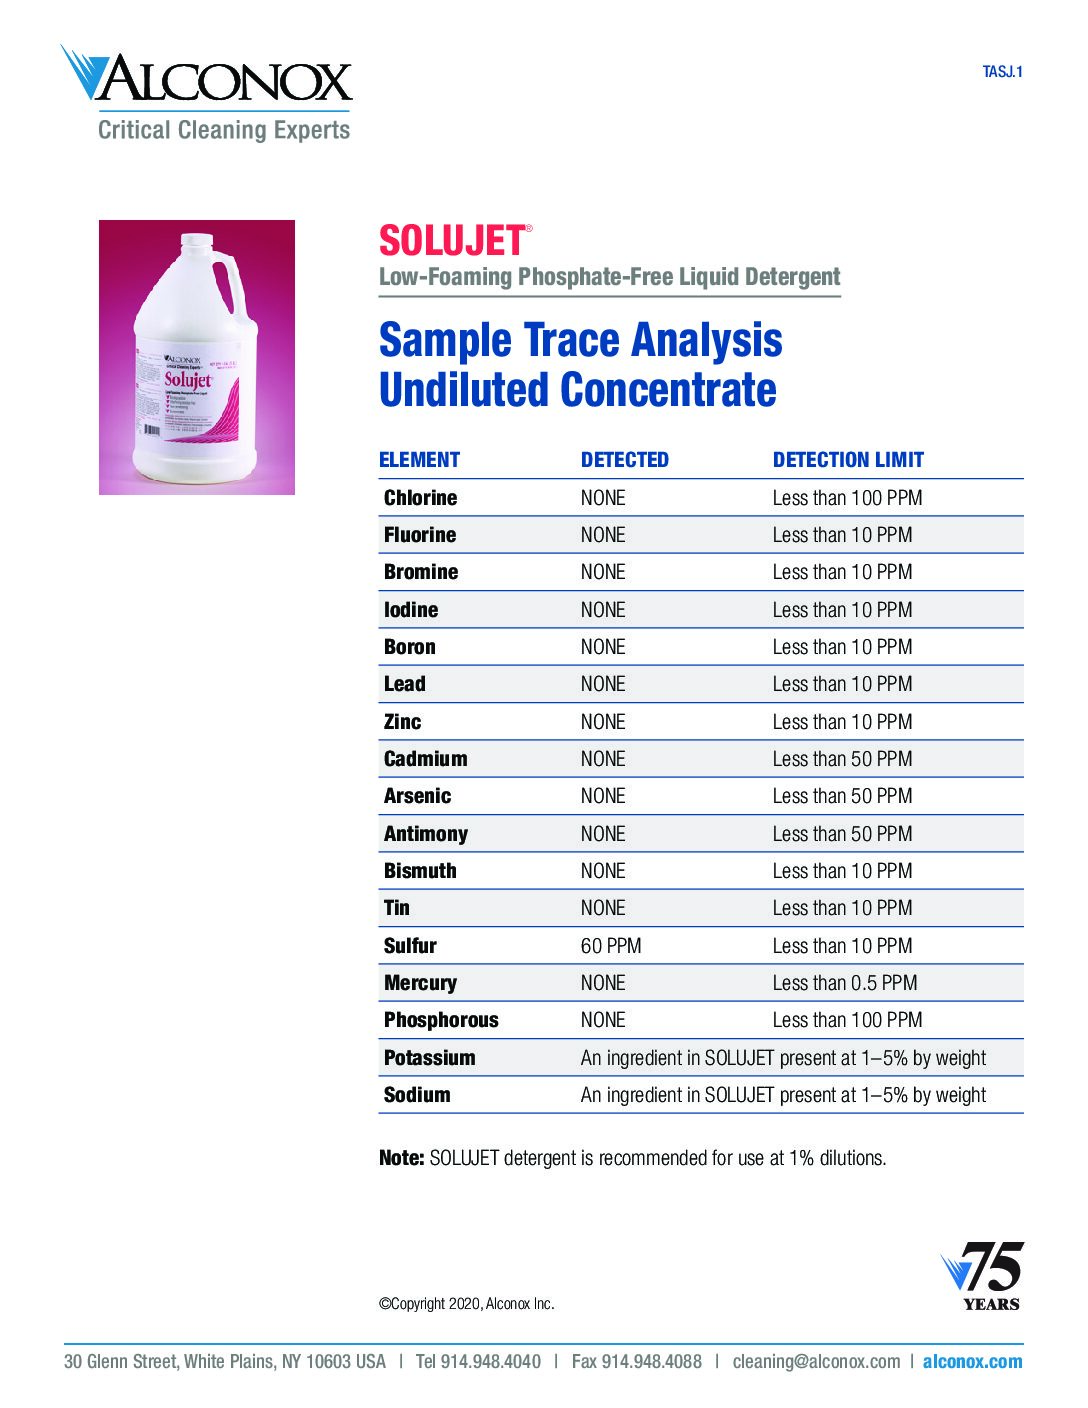 ALCONOX
Critical Cleaning Experts
TASJ.1
ALCONOX
Critical Cleaning Experts
Solujet
SOLUJET®
Low-Foaming Phosphate-Free Liquid Detergent
Sample Trace Analysis
Undiluted Concentrate
ELEMENT DETECTED DETECTION LIMIT
Chlorine NONE Less than 100 PPM
Fluorine NONE Less than 10 PPM
Bromine NONE Less than 10 PPM
Iodine NONE Less than 10 PPM
Boron NONE Less than 10 PPM
Lead NONE Less than 10 PPM
Zinc NONE Less than 10 PPM
Cadmium NONE Less than 50 PPM
Arsenic NONE Less than 50 PPM
Antimony NONE Less than 50 PPM
Bismuth NONE Less than 10 PPM
Tin NONE Less than 10 PPM
Sulfur 60 PPM Less than 10 PPM
Mercury NONE Less than 0.5 PPM
Phosphorous NONE Less than 100 PPM
Potassium An ingredient in SOLUJET present at 1–5% by weight
Sodium An ingredient in SOLUJET present at 1–5% by weight
Note: SOLUJET detergent is recommended for use at 1% dilutions.
75
YEARS
©Copyright 2020, Alconox Inc.
30 Glenn Street, White Plains, NY 10603 USA | Tel 914.948.4040 | Fax 914.948.4088 | cleaning@alconox.com | alconox.com